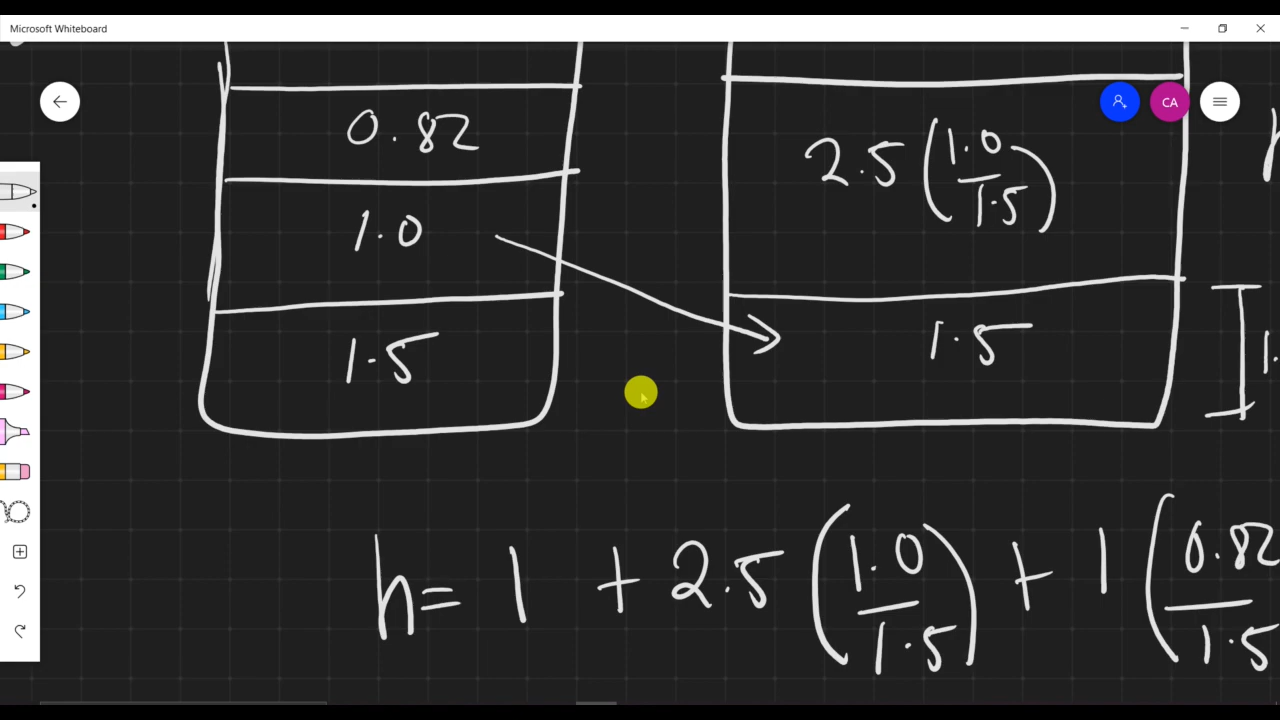 Microsoft Whiteboard
CA
0.82
1.0
1.5
2.5 (1.0/1.5)
1.5
1.
h = 1 + 2.5 (1.0/1.5) + 1 (0.82/1.5